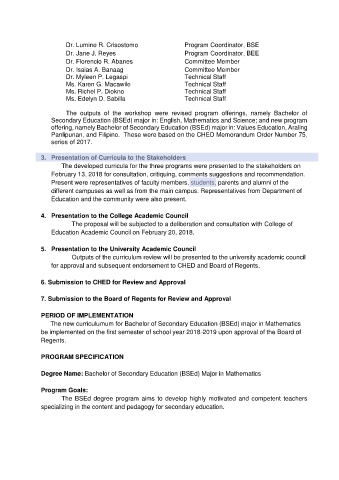 Dr. Lumine R. Crisostomo Program Coordinator, BSE
Dr. Jane J. Reyes Program Coordinator, BEE
Dr. Florencio R. Abanes Committee Member
Dr. Isaias A. Banaag Committee Member
Dr. Myleen P. Legaspi Technical Staff
Ms. Karen G. Macawile Technical Staff
Ms. Richel P. Diokno Technical Staff
Ms. Edelyn D. Sabilla Technical Staff
The outputs of the workshop were revised program offerings, namely Bachelor of
Secondary Education (BSEd) major in: English, Mathematics and Science; and new program
offering, namely Bachelor of Secondary Education (BSEd) major in: Values Education, Araling
Panlipunan, and Filipino. These were based on the CHED Memorandum Order Number 75,
series of 2017.
3. Presentation of Curricula to the Stakeholders
The developed curricula for the three programs were presented to the stakeholders on
February 13, 2018 for consultation, critiquing, comments suggestions and recommendation.
Present were representatives of faculty members, students, parents and alumni of the
different campuses as well as from the main campus. Representatives from Department of
Education and the community were also present.
4. Presentation to the College Academic Council
The proposal will be subjected to a deliberation and consultation with College of
Education Academic Council on February 20, 2018.
5. Presentation to the University Academic Council
Outputs of the curriculum review will be presented to the university academic council
for approval and subsequent endorsement to CHED and Board of Regents.
6. Submission to CHED for Review and Approval
7. Submission to the Board of Regents for Review and Approval
PERIOD OF IMPLEMENTATION
The new curriculumum for Bachelor of Secondary Education (BSEd) major in Mathematics
be implemented on the first semester of school year 2018-2019 upon approval of the Board of
Regents.
PROGRAM SPECIFICATION
Degree Name: Bachelor of Secondary Education (BSEd) Major in Mathematics
Program Goals:
The BSEd degree program aims to develop highly motivated and competent teachers
specializing in the content and pedagogy for secondary education.